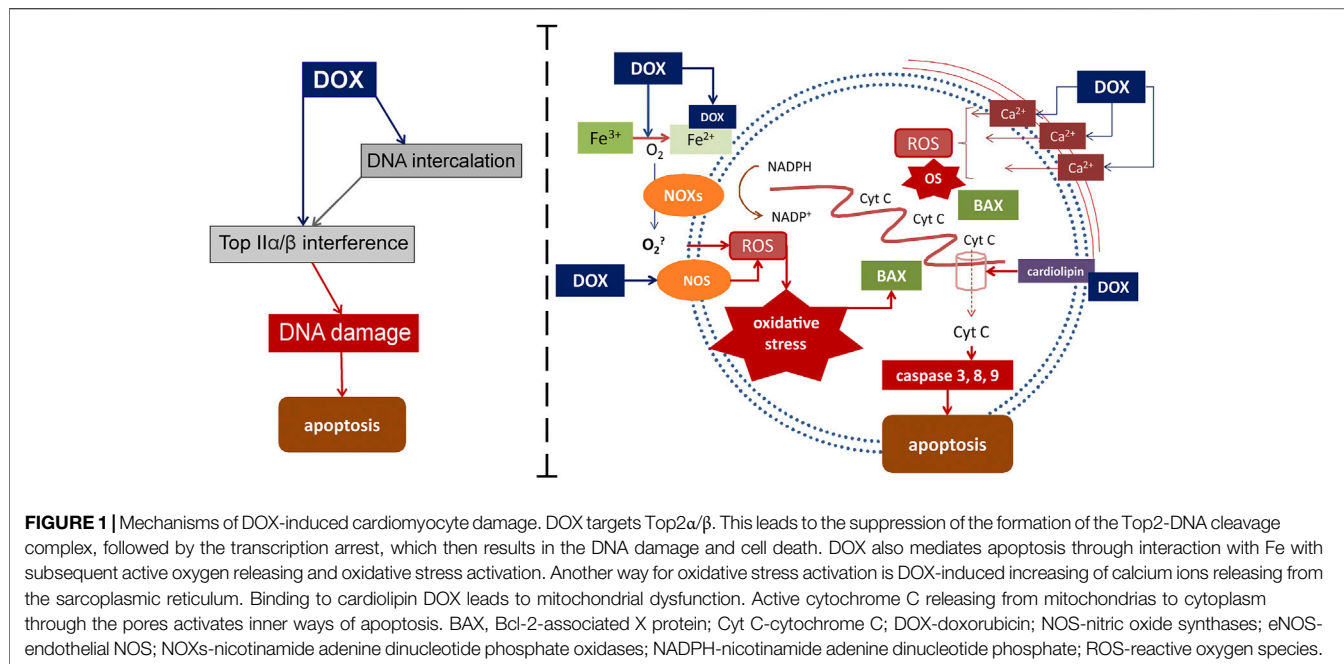 DOX
DNA intercalation
Top IIα/β interference
DNA damage
apoptosis
DOX
DOX
Fe³⁺
O₂
Fe²⁺
NOXs
NADPH
NADP⁺
O₂?
ROS
DOX
NOS
oxidative
stress
BAX
ROS
OS
BAX
Ca²⁺
Ca²⁺
Ca²⁺
DOX
Cyt C
Cyt C
Cyt C
cardiolipin
DOX
Cyt C
caspase 3, 8, 9
apoptosis
FIGURE 1 | Mechanisms of DOX-induced cardiomyocyte damage. DOX targets Top2α/β. This leads to the suppression of the formation of the Top2-DNA cleavage
complex, followed by the transcription arrest, which then results in the DNA damage and cell death. DOX also mediates apoptosis through interaction with Fe with
subsequent active oxygen releasing and oxidative stress activation. Another way for oxidative stress activation is DOX-induced increasing of calcium ions releasing from
the sarcoplasmic reticulum. Binding to cardiolipin DOX leads to mitochondrial dysfunction. Active cytochrome C releasing from mitochondrias to cytoplasm
through the pores activates inner ways of apoptosis. BAX, Bcl-2-associated X protein; Cyt C-cytochrome C; DOX-doxorubicin; NOS-nitric oxide synthases; eNOS-
endothelial NOS; NOXs-nicotinamide adenine dinucleotide phosphate oxidases; NADPH-nicotinamide adenine dinucleotide phosphate; ROS-reactive oxygen species.